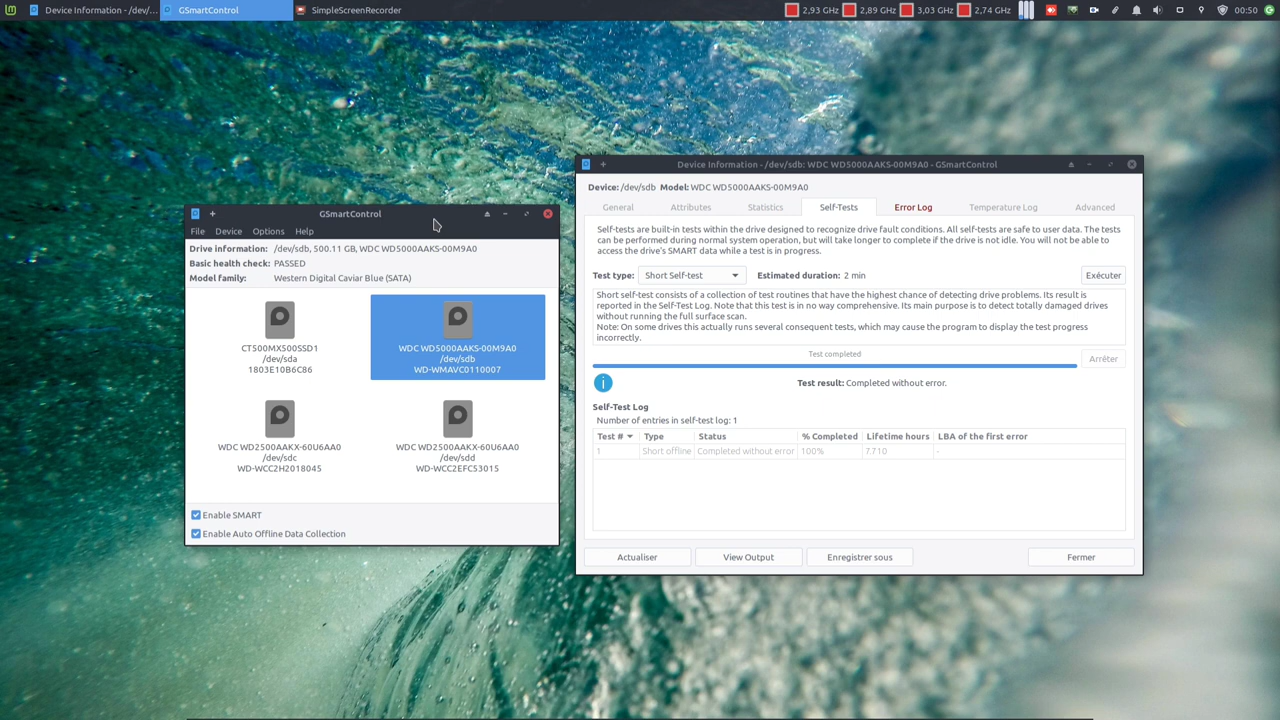 Device Information - /dev/...
GSmartControl
SimpleScreenRecorder
2,93 GHz
2,89 GHz
3,03 GHz
2,74 GHz
00:50
GSmartControl
File Device Options Help
Drive information: /dev/sdb, 500.11 GB, WDC WD5000AAKS-00M9A0
Basic health check: PASSED
Model family: Western Digital Caviar Blue (SATA)
CT500MX500SSD1
/dev/sda
1803E10B6C86
WDC WD5000AAKS-00M9A0
/dev/sdb
WD-WMAVC0110007
WDC WD2500AAKX-60U6AA0
/dev/sdc
WD-WCC2H2018045
WDC WD2500AAKX-60U6AA0
/dev/sdd
WD-WCC2EFC53015
Enable SMART
Enable Auto Offline Data Collection
Device Information - /dev/sdb: WDC WD5000AAKS-00M9A0 - GSmartControl
Device: /dev/sdb Model: WDC WD5000AAKS-00M9A0
General Attributes Statistics Self-Tests Error Log Temperature Log Advanced
Self-tests are built-in tests within the drive designed to recognize drive fault conditions. All self-tests are safe to user data. The tests
can be performed during normal system operation, but will take longer to complete if the drive is not idle. You will not be able to
access the drive's SMART data while a test is in progress.
Test type: Short Self-test Estimated duration: 2 min Exécuter
Short self-test consists of a collection of test routines that have the highest chance of detecting drive problems. Its result is
reported in the Self-Test Log. Note that this test is in no way comprehensive. Its main purpose is to detect totally damaged drives
without running the full surface scan.
Note: On some drives this actually runs several consequent tests, which may cause the program to display the test progress
incorrectly.
Test completed
Arrêter
Test result: Completed without error.
Self-Test Log
Number of entries in self-test log: 1
Test # Type Status % Completed Lifetime hours LBA of the first error
1 Short offline Completed without error 100% 7.710 -
Actualiser View Output Enregistrer sous Fermer